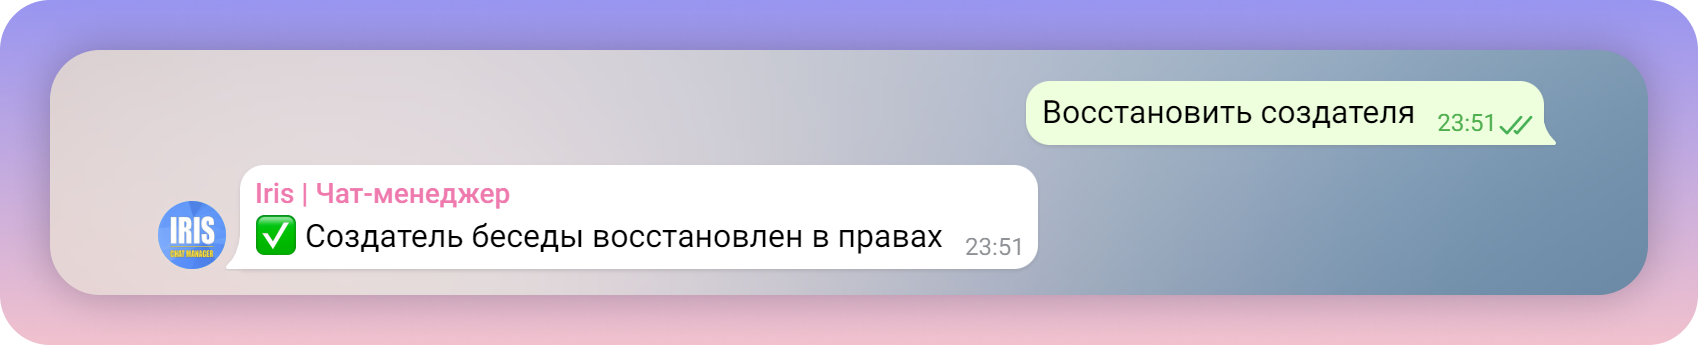 Восстановить создателя 23:51
Iris | Чат-менеджер
IRIS
CHAT MANAGER
✅ Создатель беседы восстановлен в правах 23:51